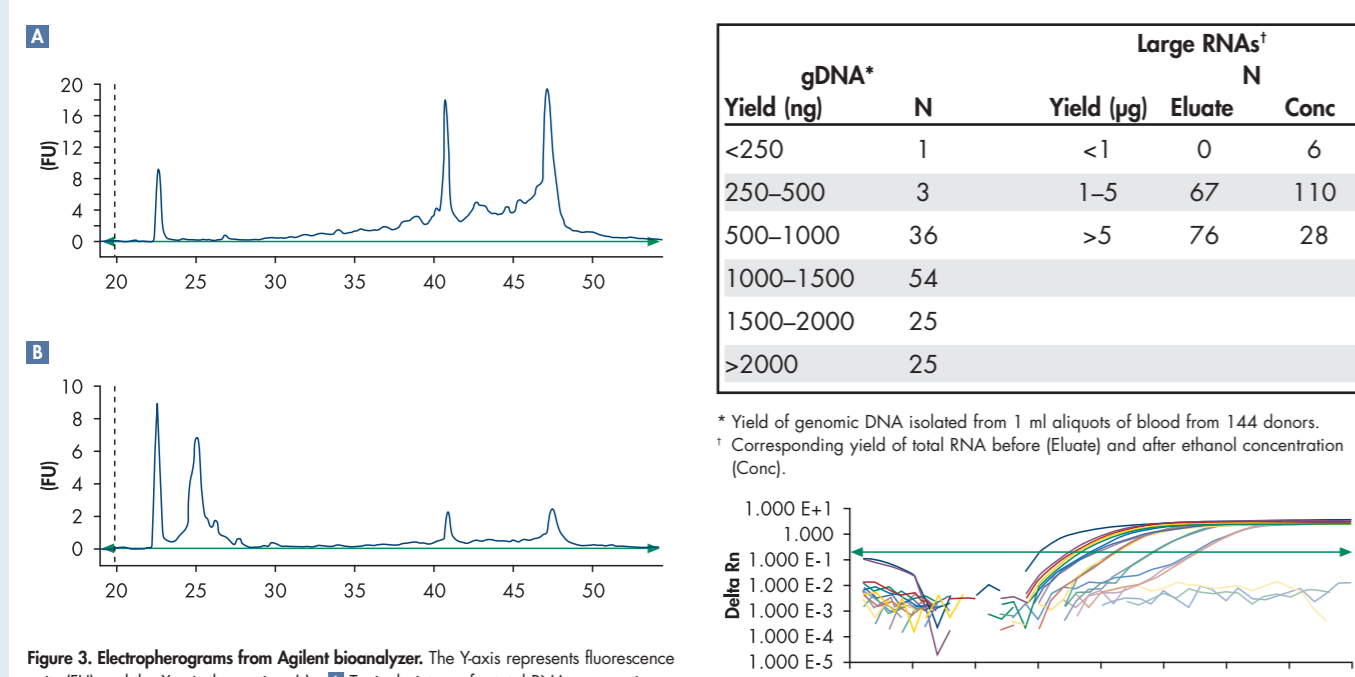 A
20
16
12
8
4
0
(FU)
20 25 30 35 40 45 50
B
10
8
6
4
2
0
(FU)
20 25 30 35 40 45 50
Figure 3. Electropherograms from Agilent bioanalyzer. The Y-axis represents fluorescence
Large RNAs†
gDNA* N
Yield (ng) N Yield (µg) Eluate Conc
<250 1 <1 0 6
250–500 3 1–5 67 110
500–1000 36 >5 76 28
1000–1500 54
1500–2000 25
>2000 25
* Yield of genomic DNA isolated from 1 ml aliquots of blood from 144 donors.
† Corresponding yield of total RNA before (Eluate) and after ethanol concentration
(Conc).
1.000 E+1
1.000
1.000 E-1
1.000 E-2
1.000 E-3
1.000 E-4
1.000 E-5
Delta Rn